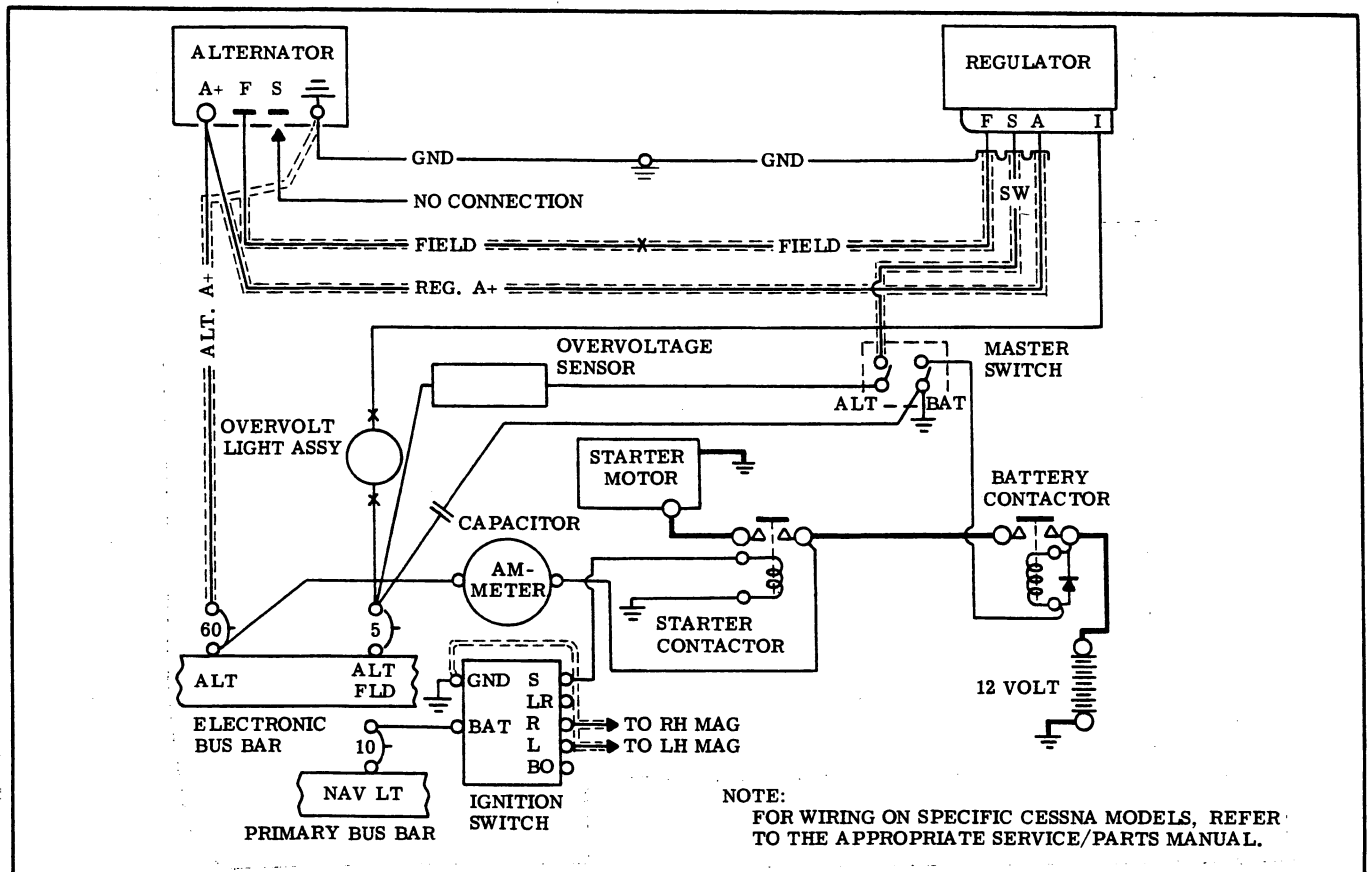 ALTERNATOR
A+ F S
REGULATOR
F S A I
GND
GND
SW
NO CONNECTION
FIELD
FIELD
REG. A+
ALT. A+
OVERVOLTAGE
SENSOR
MASTER
SWITCH
ALT
BAT
OVERVOLT
LIGHT ASSY
STARTER
MOTOR
BATTERY
CONTACTOR
CAPACITOR
AM-
METER
STARTER
CONTACTOR
60
5
ALT
ALT
FLD
ELECTRONIC
BUS BAR
GND
BAT
S
LR
R
L
BO
TO RH MAG
TO LH MAG
12 VOLT
10
NAV LT
PRIMARY BUS BAR
IGNITION
SWITCH
NOTE:
FOR WIRING ON SPECIFIC CESSNA MODELS, REFER
TO THE APPROPRIATE SERVICE/PARTS MANUAL.